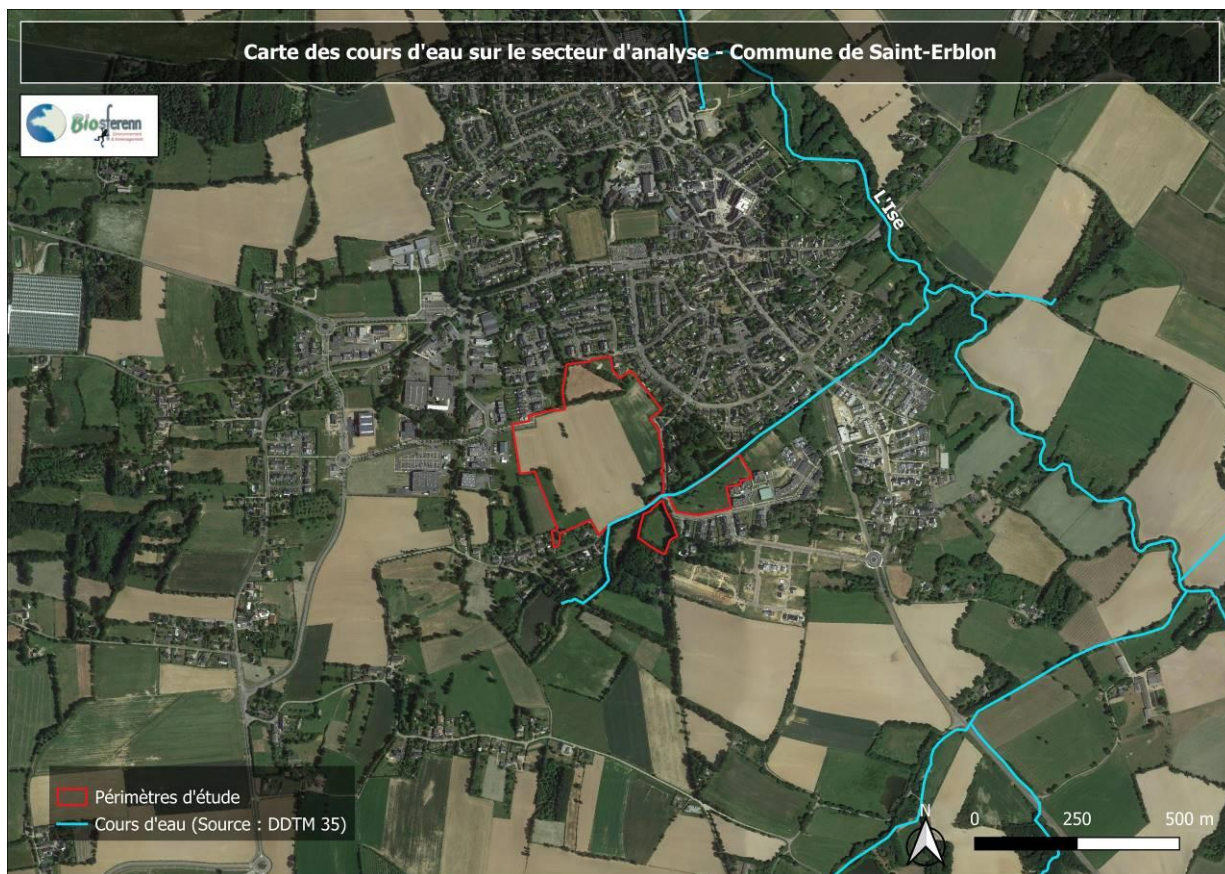 Carte des cours d'eau sur le secteur d'analyse - Commune de Saint-Erblon
Biosferenn
L'Ise
Périmètres d'étude
Cours d'eau (Source : DDTM 35)
N
0 250 500 m